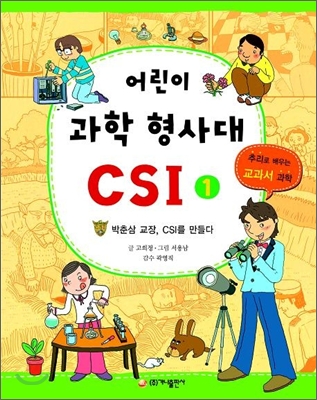 어린이
과학 형사대
CSI 1
추리로 배우는
교과서 과학
박춘삼 교장, CSI를 만들다
글 고희정·그림 서용남
감수 곽영직
(주)가나출판사